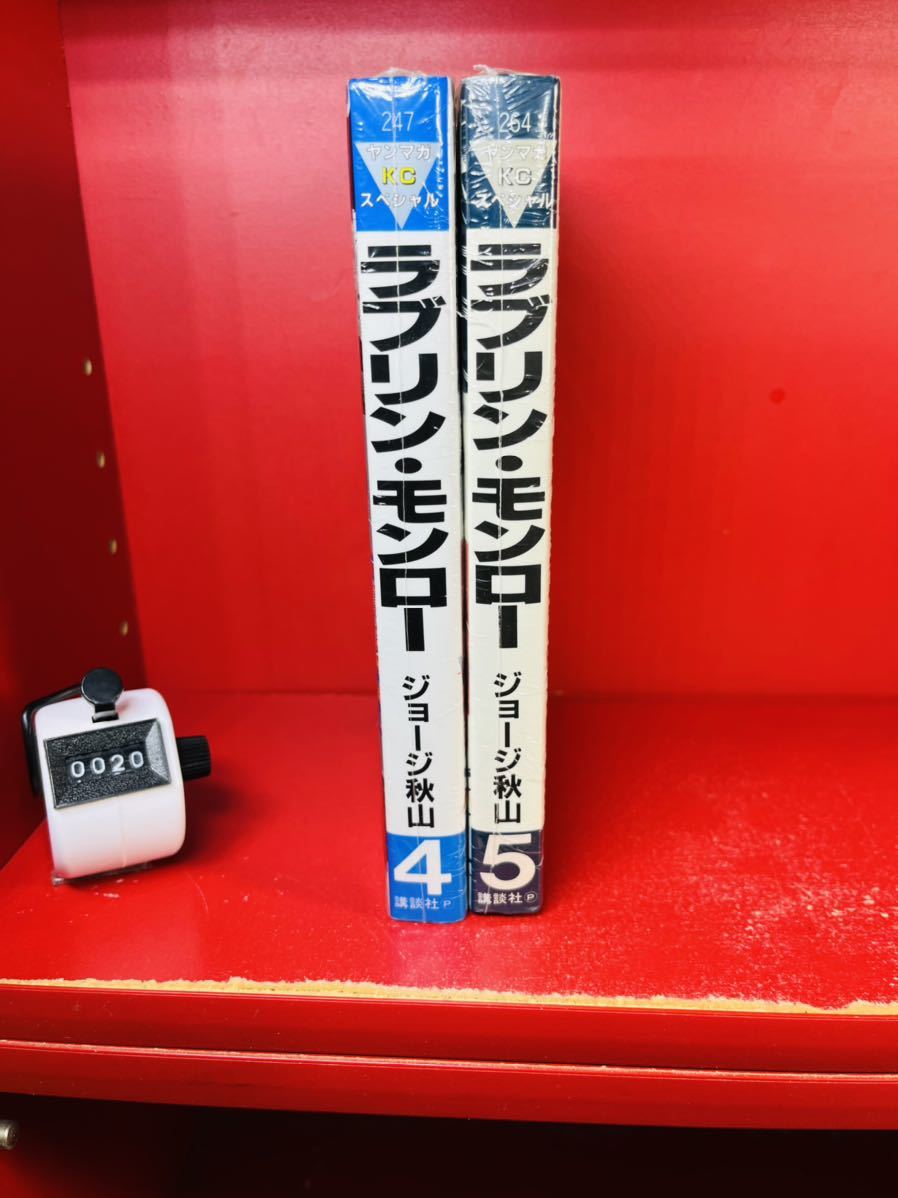 247
ヤンマガ
KC
スペシャル
ラブリン・モンロー
ジョージ秋山
4
講談社 P
264
ヤンマガ
KC
スペシャル
ラブリン・モンロー
ジョージ秋山
5
講談社 P
0020